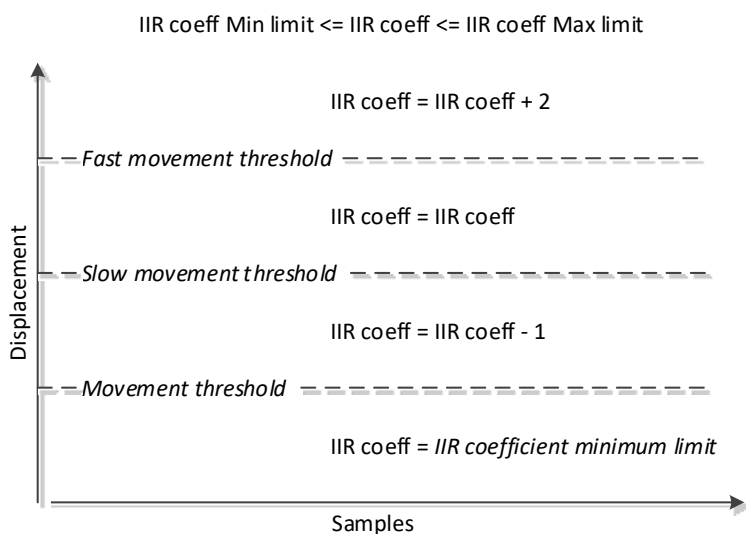 IIR coeff Min limit <= IIR coeff <= IIR coeff Max limit
IIR coeff = IIR coeff + 2
Fast movement threshold
IIR coeff = IIR coeff
Slow movement threshold
Displacement
IIR coeff = IIR coeff - 1
Movement threshold
IIR coeff = IIR coefficient minimum limit
Samples